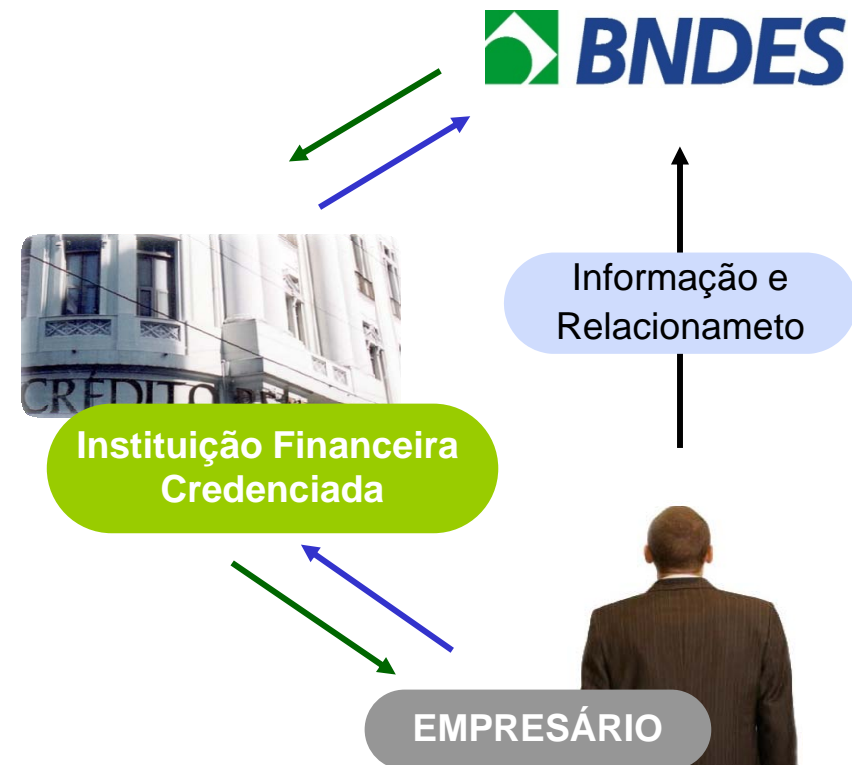 BNDES
Informação e
Relacionameto
CRÉDITO
Instituição Financeira
Credenciada
EMPRESÁRIO